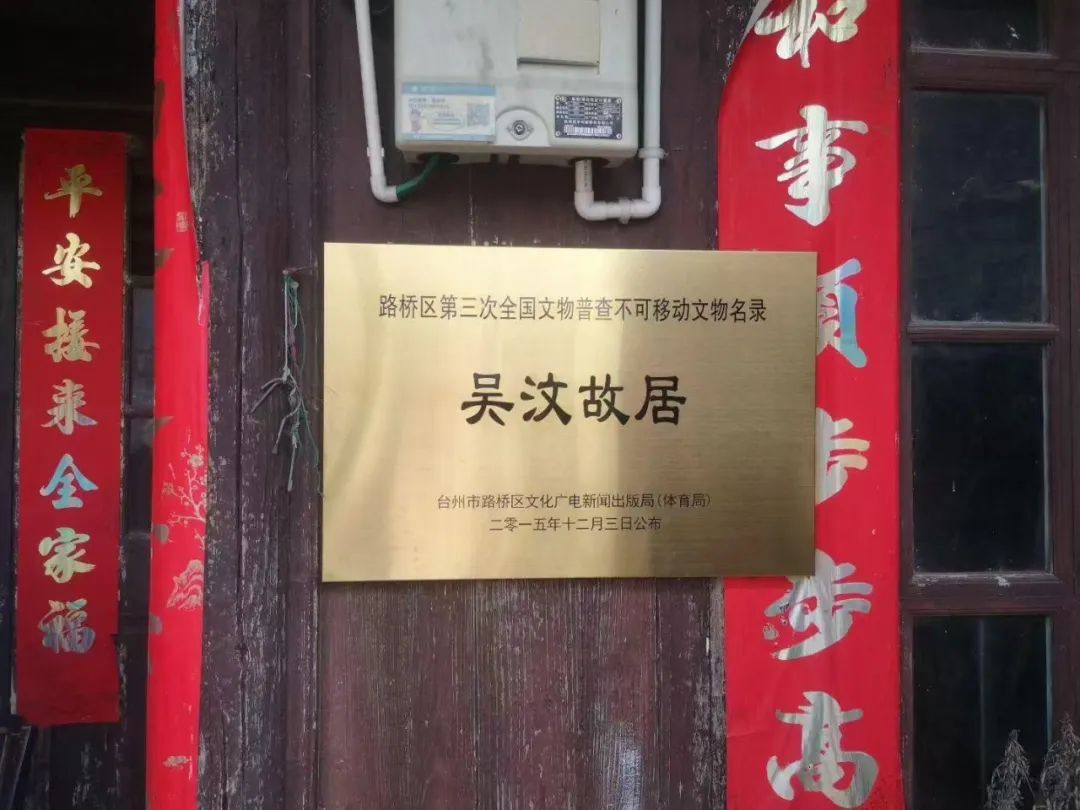 平安接来全家福
路桥区第三次全国文物普查不可移动文物名录
吴汶故居
台州市路桥区文化广电新闻出版局(体育局)
二零一五年十二月三日公布
和事顺步步高